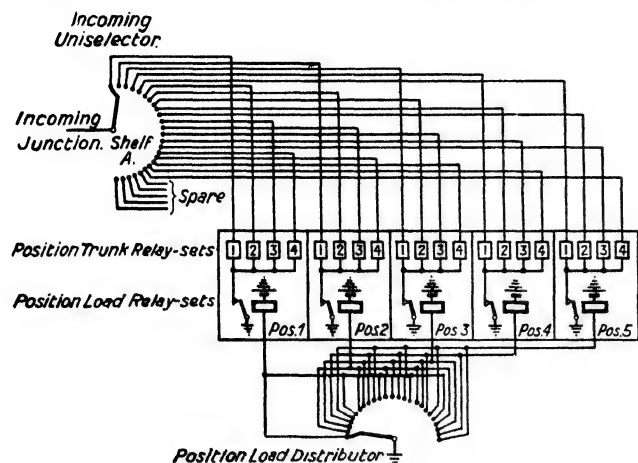 Incoming
Uniselector.
Incoming
Junction. Shelf
A.
Spare
Position Trunk Relay-sets
1 2 3 4 1 2 3 4 1 2 3 4 1 2 3 4 1 2 3 4
Position Load Relay-sets
Pos.1 Pos.2 Pos 3 Pos.4 Pos.5
Position Load Distributor